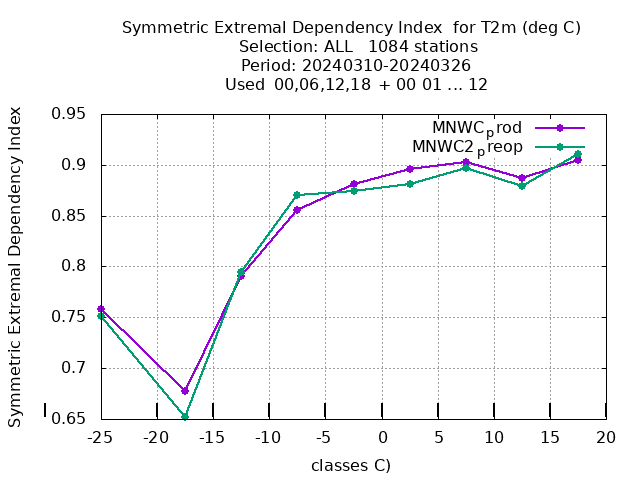 Symmetric Extremal Dependency Index  for T2m (deg C)
Selection: ALL   1084 stations
Period: 20240310-20240326
Used  00,06,12,18  + 00 01 ... 12
Symmetric Extremal Dependency Index
0.95
0.9
0.85
0.8
0.75
0.7
0.65
MNWCprod
MNWC2preop
-25 -20 -15 -10 -5 0 5 10 15 20
classes C)